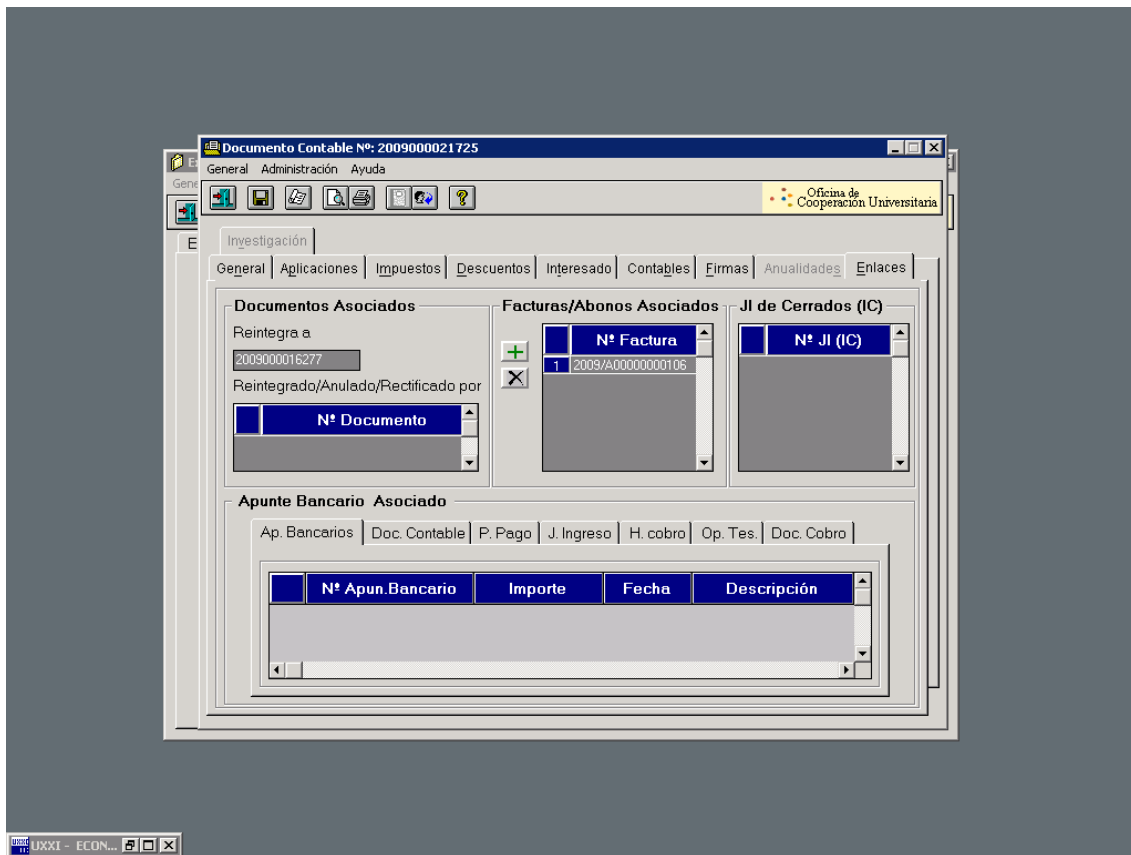 Documento Contable Nº: 2009000021725
General Administración Ayuda
Gene
Oficina de
Cooperación Universitaria
E
Investigación
General Aplicaciones Impuestos Descuentos Interesado Contables Firmas Anualidades Enlaces
Documentos Asociados
Reintegra a
2009000016277
Reintegrado/Anulado/Rectificado por
Nº Documento
Facturas/Abonos Asociados
Nº Factura
1 2009/A00000000106
JI de Cerrados (IC)
Nº JI (IC)
Apunte Bancario Asociado
Ap. Bancarios Doc. Contable P. Pago J. Ingreso H. cobro Op. Tes. Doc. Cobro
Nº Apun.Bancario Importe Fecha Descripción
UXXI - ECON...